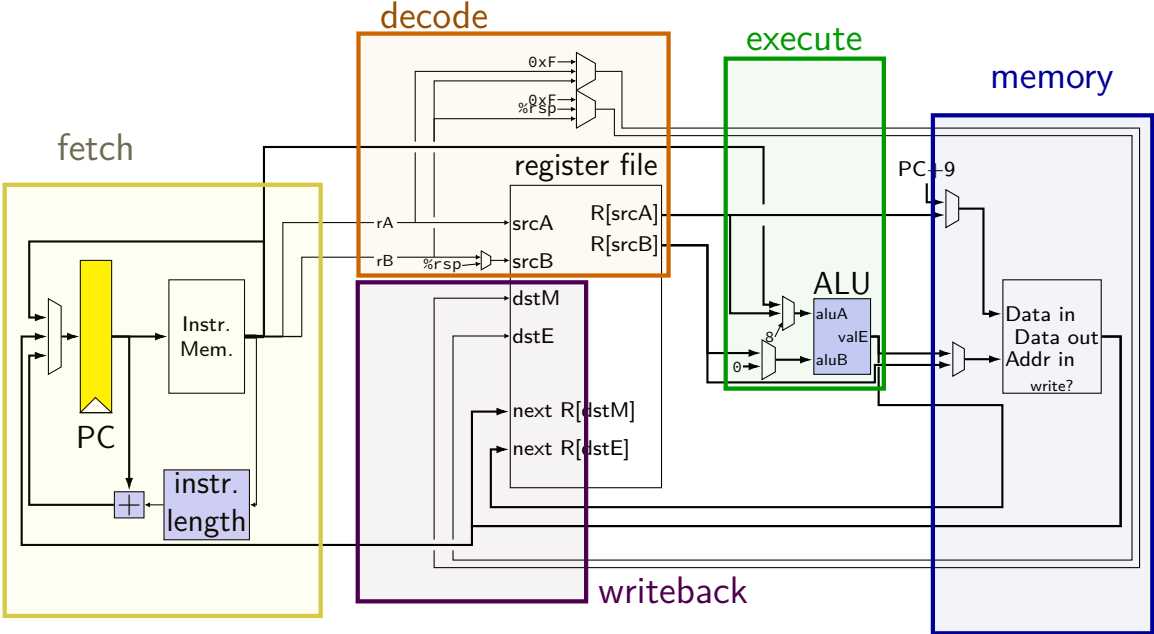 decode
execute
memory
fetch
0xF
0xF
%rsp
register file
PC+9
rA
srcA
R[srcA]
R[srcB]
rB
%rsp
srcB
dstM
ALU
aluA
Instr.
Mem.
dstE
8
valE
aluB
0
Data in
Data out
Addr in
write?
PC
next R[dstM]
next R[dstE]
+
instr.
length
writeback